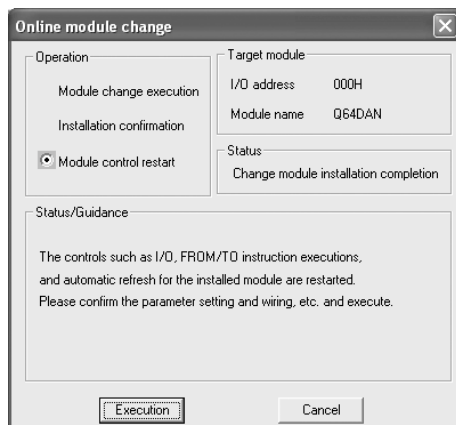 Online module change
Operation
Module change execution
Installation confirmation
Module control restart
Target module
I/O address 000H
Module name Q64DAN
Status
Change module installation completion
Status/Guidance
The controls such as I/O, FROM/TO instruction executions,
and automatic refresh for the installed module are restarted.
Please confirm the parameter setting and wiring, etc. and execute.
Execution Cancel